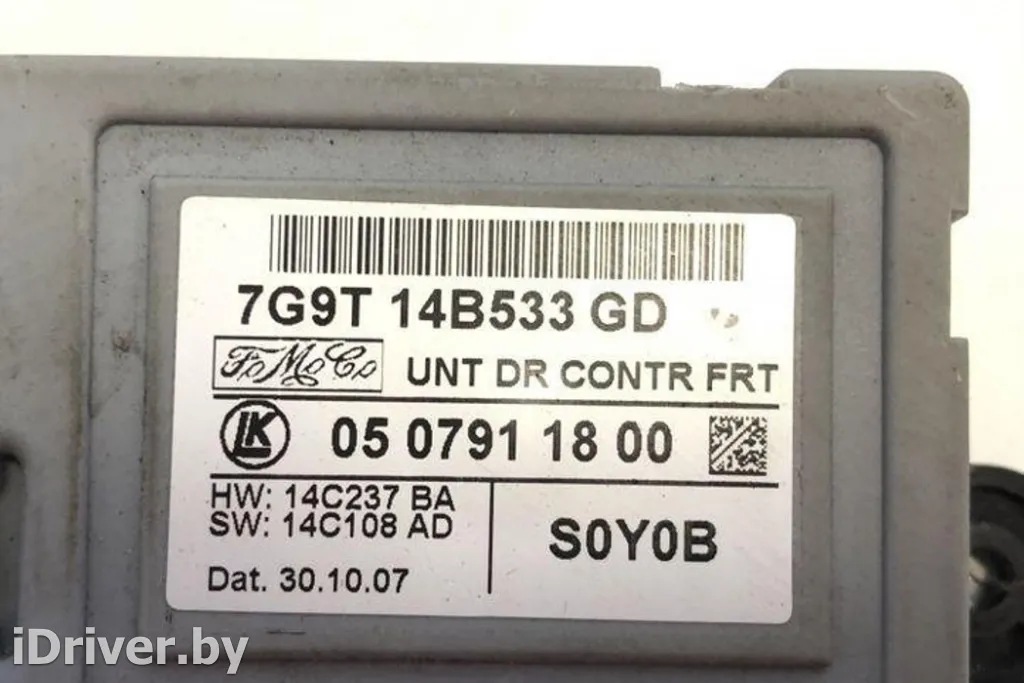 7G9T 14B533 GD
FoMoCo UNT DR CONTR FRT
LK 05 0791 18 00
HW: 14C237 BA
SW: 14C108 AD
S0Y0B
Dat. 30.10.07
iDriver.by